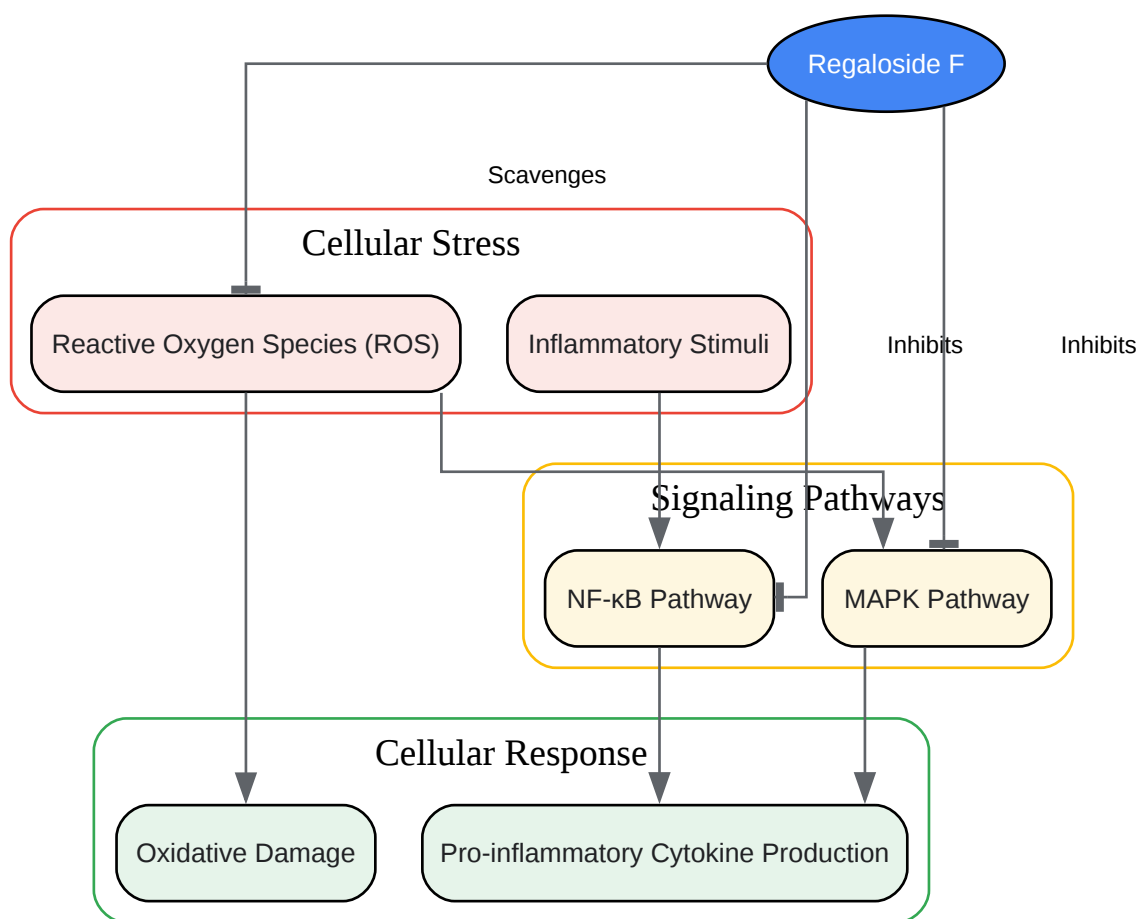 Regaloside F
Scavenges
Cellular Stress
Reactive Oxygen Species (ROS)
Inflammatory Stimuli
Inhibits
Inhibits
Signaling Pathways
NF-κB Pathway
MAPK Pathway
Cellular Response
Oxidative Damage
Pro-inflammatory Cytokine Production